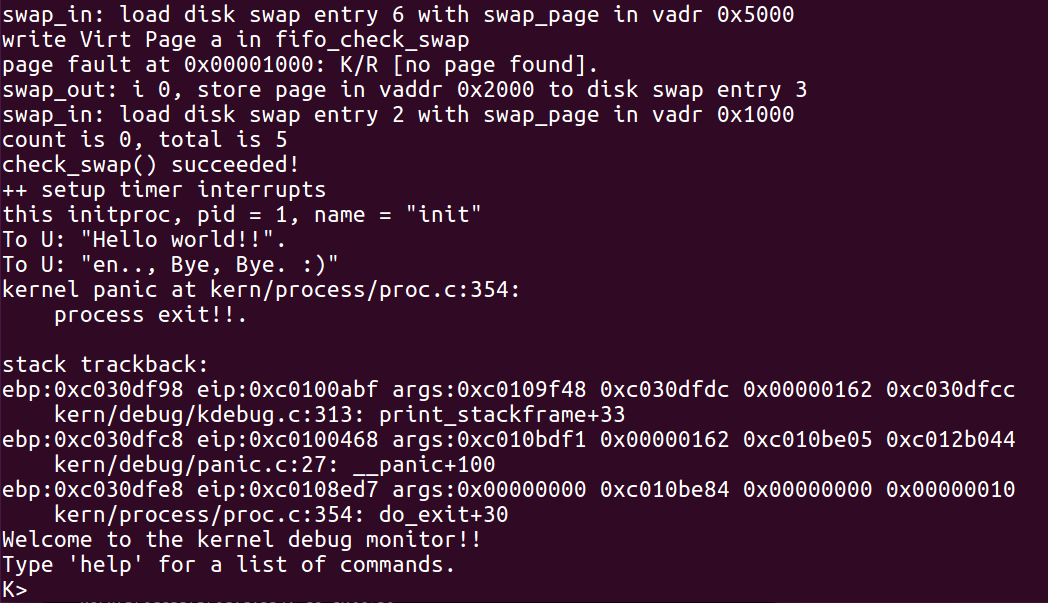 swap_in: load disk swap entry 6 with swap_page in vadr 0x5000
write Virt Page a in fifo_check_swap
page fault at 0x00001000: K/R [no page found].
swap_out: i 0, store page in vaddr 0x2000 to disk swap entry 3
swap_in: load disk swap entry 2 with swap_page in vadr 0x1000
count is 0, total is 5
check_swap() succeeded!
++ setup timer interrupts
this initproc, pid = 1, name = "init"
To U: "Hello world!!".
To U: "en.., Bye, Bye. :)"
kernel panic at kern/process/proc.c:354:
    process exit!!.

stack trackback:
ebp:0xc030df98 eip:0xc0100abf args:0xc0109f48 0xc030dfdc 0x00000162 0xc030dfcc
    kern/debug/kdebug.c:313: print_stackframe+33
ebp:0xc030dfc8 eip:0xc0100468 args:0xc010bdf1 0x00000162 0xc010be05 0xc012b044
    kern/debug/panic.c:27: __panic+100
ebp:0xc030dfe8 eip:0xc0108ed7 args:0x00000000 0xc010be84 0x00000000 0x00000010
    kern/process/proc.c:354: do_exit+30
Welcome to the kernel debug monitor!!
Type 'help' for a list of commands.
K>